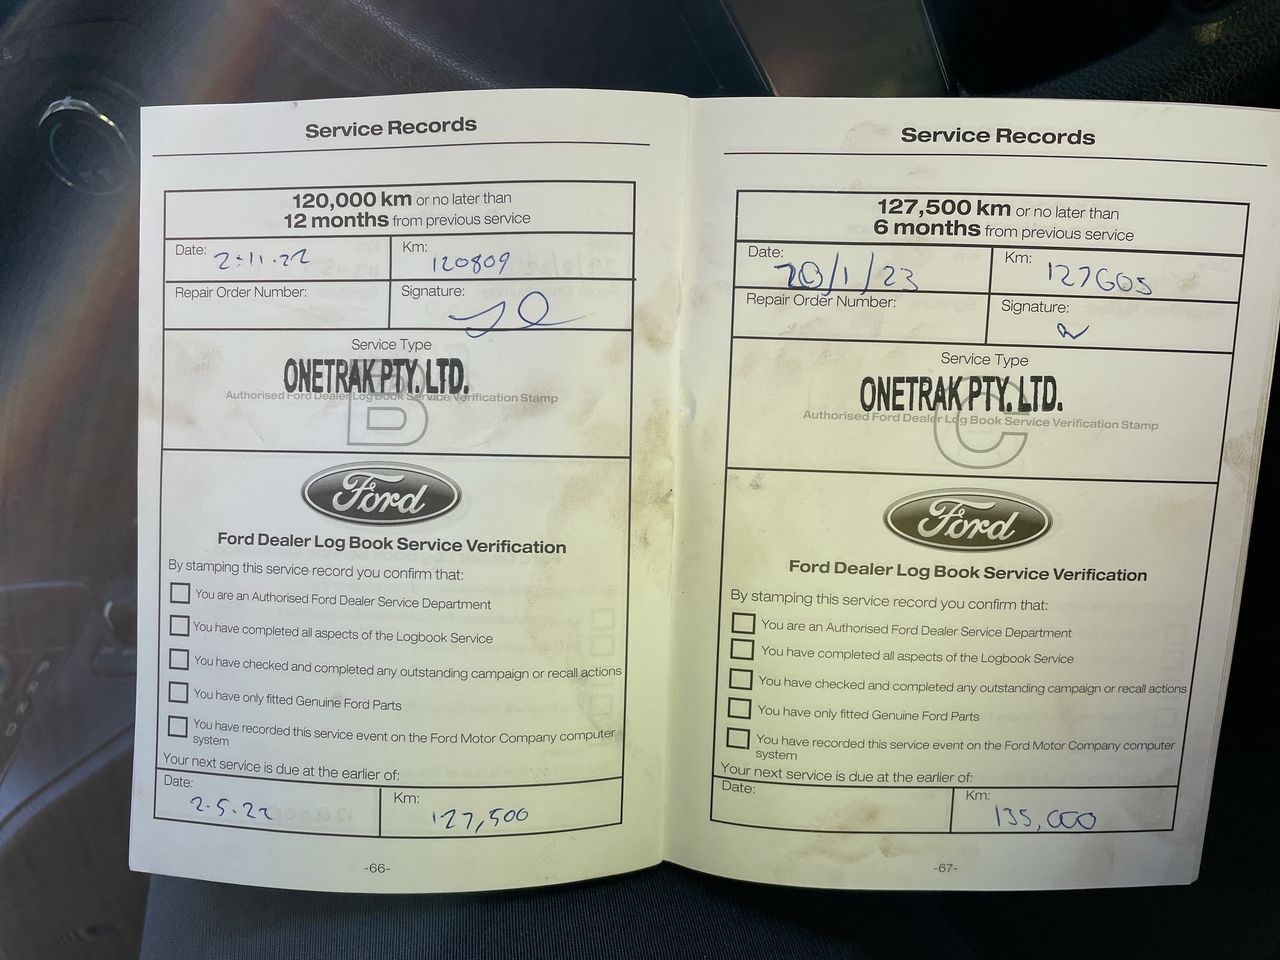 Service Records
120,000 km or no later than
12 months from previous service
Date: 2.11.22
Km: 120809
Repair Order Number:
Signature:
Service Type
B
ONETRAK PTY. LTD.
Authorised Ford Dealer Log Book Service Verification Stamp
Ford
Ford Dealer Log Book Service Verification
By stamping this service record you confirm that:
You are an Authorised Ford Dealer Service Department
You have completed all aspects of the Logbook Service
You have checked and completed any outstanding campaign or recall actions
You have only fitted Genuine Ford Parts
You have recorded this service event on the Ford Motor Company computer
system
Your next service is due at the earlier of:
Date: 2.5.22
Km: 127,500
-66-
Service Records
127,500 km or no later than
6 months from previous service
Date: 20/1/23
Km: 127605
Repair Order Number:
Signature:
Service Type
C
ONETRAK PTY. LTD.
Authorised Ford Dealer Log Book Service Verification Stamp
Ford
Ford Dealer Log Book Service Verification
By stamping this service record you confirm that:
You are an Authorised Ford Dealer Service Department
You have completed all aspects of the Logbook Service
You have checked and completed any outstanding campaign or recall actions
You have only fitted Genuine Ford Parts
You have recorded this service event on the Ford Motor Company computer
system
Your next service is due at the earlier of:
Date:
Km: 135,000
-67-